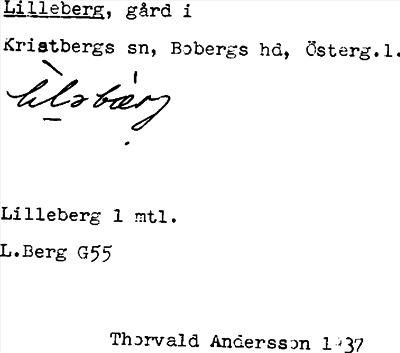 Lilleberg, gård i
Kristbergs sn, Bobergs hd, Österg.l.
Lilleberg 1 mtl.
L.Berg G55
Thorvald Andersson 1937